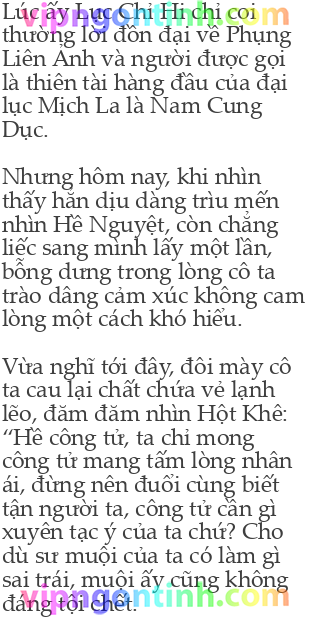 Lúc ấy Lục Chỉ Hi chỉ coi
thường lời đồn đại về Phụng
Liên Ảnh và người được gọi
là thiên tài hàng đầu của đại
lục Mịch La là Nam Cung
Dục.
Nhưng hôm nay, khi nhìn
thấy hắn dịu dàng trìu mến
nhìn Hề Nguyệt, còn chẳng
liếc sang mình lấy một lần,
bỗng dưng trong lòng cô ta
trào dâng cảm xúc không cam
lòng một cách khó hiểu.
Vừa nghĩ tới đây, đôi mày cô
ta cau lại chất chứa vẻ lạnh
lẽo, đăm đăm nhìn Hột Khê:
“Hề công tử, ta chỉ mong
công tử mang tấm lòng nhân
ái, đừng nên đuổi cùng biết
tận người ta, công tử cần gì
xuyên tạc ý của ta chứ? Cho
dù sư muội của ta có làm gì
sai trái, muội ấy cũng không
đáng tội chết.
vipngontinh.com